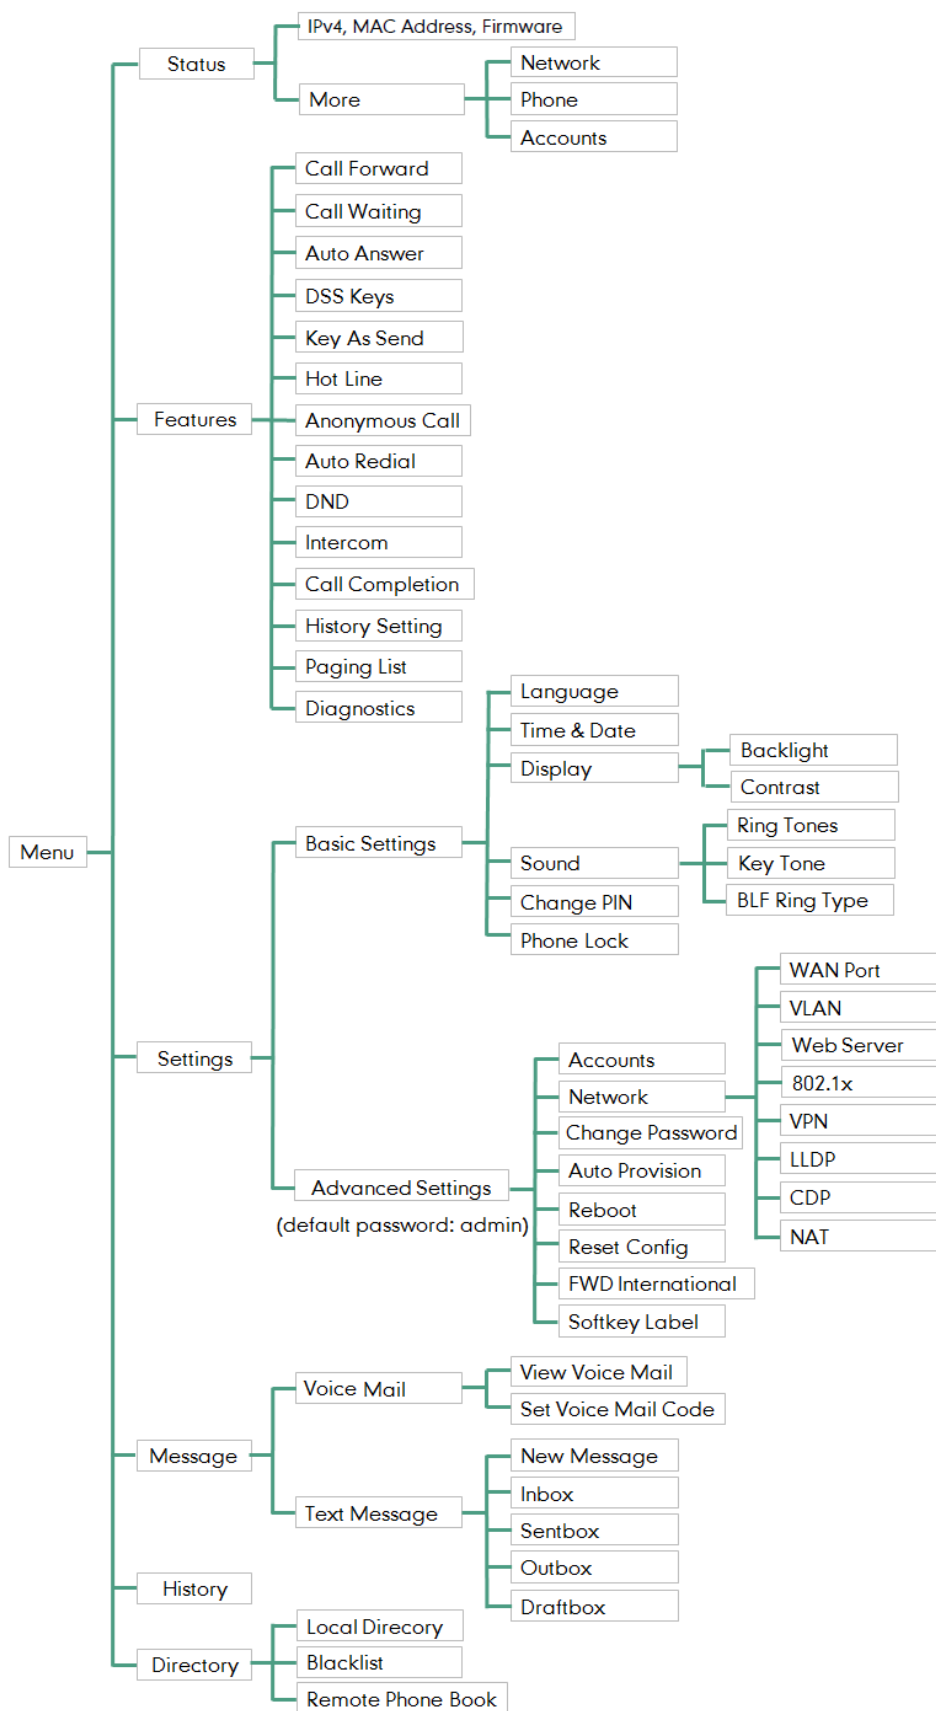 IPv4, MAC Address, Firmware
Status
Network
More
Phone
Accounts
Call Forward
Call Waiting
Auto Answer
DSS Keys
Key As Send
Hot Line
Features
Anonymous Call
Auto Redial
DND
Intercom
Call Completion
History Setting
Paging List
Diagnostics
Language
Time & Date
Display
Backlight
Contrast
Menu
Basic Settings
Sound
Ring Tones
Key Tone
BLF Ring Type
Change PIN
Phone Lock
Settings
WAN Port
VLAN
Web Server
802.1x
VPN
LLDP
CDP
NAT
Accounts
Network
Change Password
Auto Provision
Advanced Settings
(default password: admin)
Reboot
Reset Config
FWD International
Softkey Label
Message
Voice Mail
View Voice Mail
Set Voice Mail Code
Text Message
New Message
Inbox
Sentbox
Outbox
Draftbox
History
Directory
Local Direcory
Blacklist
Remote Phone Book